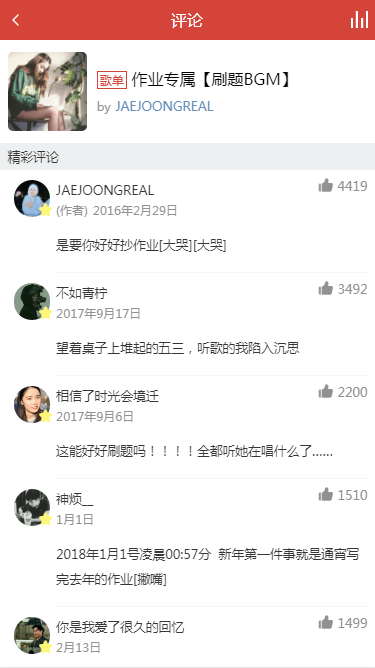 评论
歌单 作业专属【刷题BGM】
by JAEJOONGREAL
精彩评论
JAEJOONGREAL 4419
(作者) 2016年2月29日
是要你好好抄作业[大哭][大哭]
不如青柠 3492
2017年9月17日
望着桌子上堆起的五三，听歌的我陷入沉思
相信了时光会境迁 2200
2017年9月6日
这能好好刷题吗！！！！全都听她在唱什么了......
神烦__ 1510
1月1日
2018年1月1号凌晨00:57分 新年第一件事就是通宵写
完去年的作业[撇嘴]
你是我爱了很久的回忆 1499
2月13日